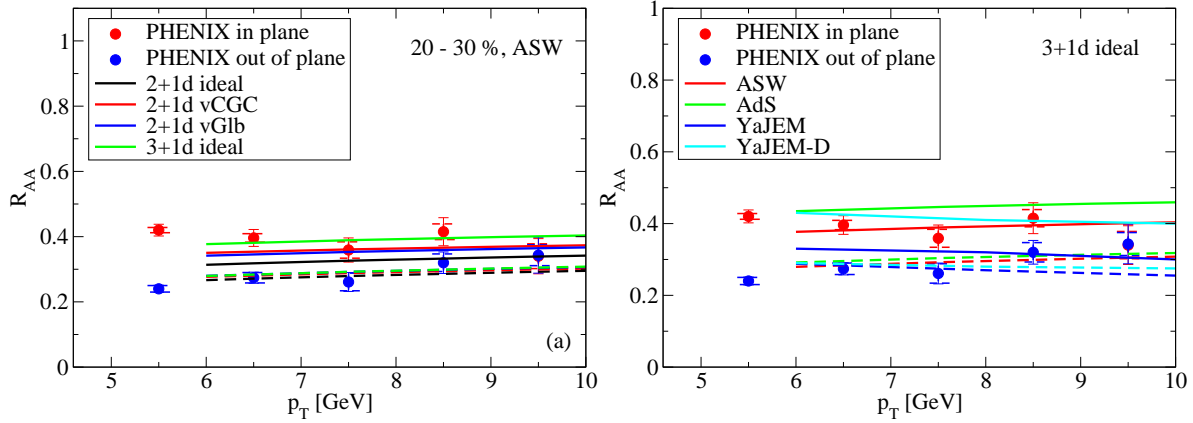 1
0.8
0.6
0.4
0.2
0
R_AA
PHENIX in plane
PHENIX out of plane
2+1d ideal
2+1d vCGC
2+1d vGlb
3+1d ideal
20 - 30 %, ASW
(a)
5 6 7 8 9 10
p_T [GeV]
1
0.8
0.6
0.4
0.2
0
R_AA
PHENIX in plane
PHENIX out of plane
ASW
AdS
YaJEM
YaJEM-D
3+1d ideal
5 6 7 8 9 10
p_T [GeV]